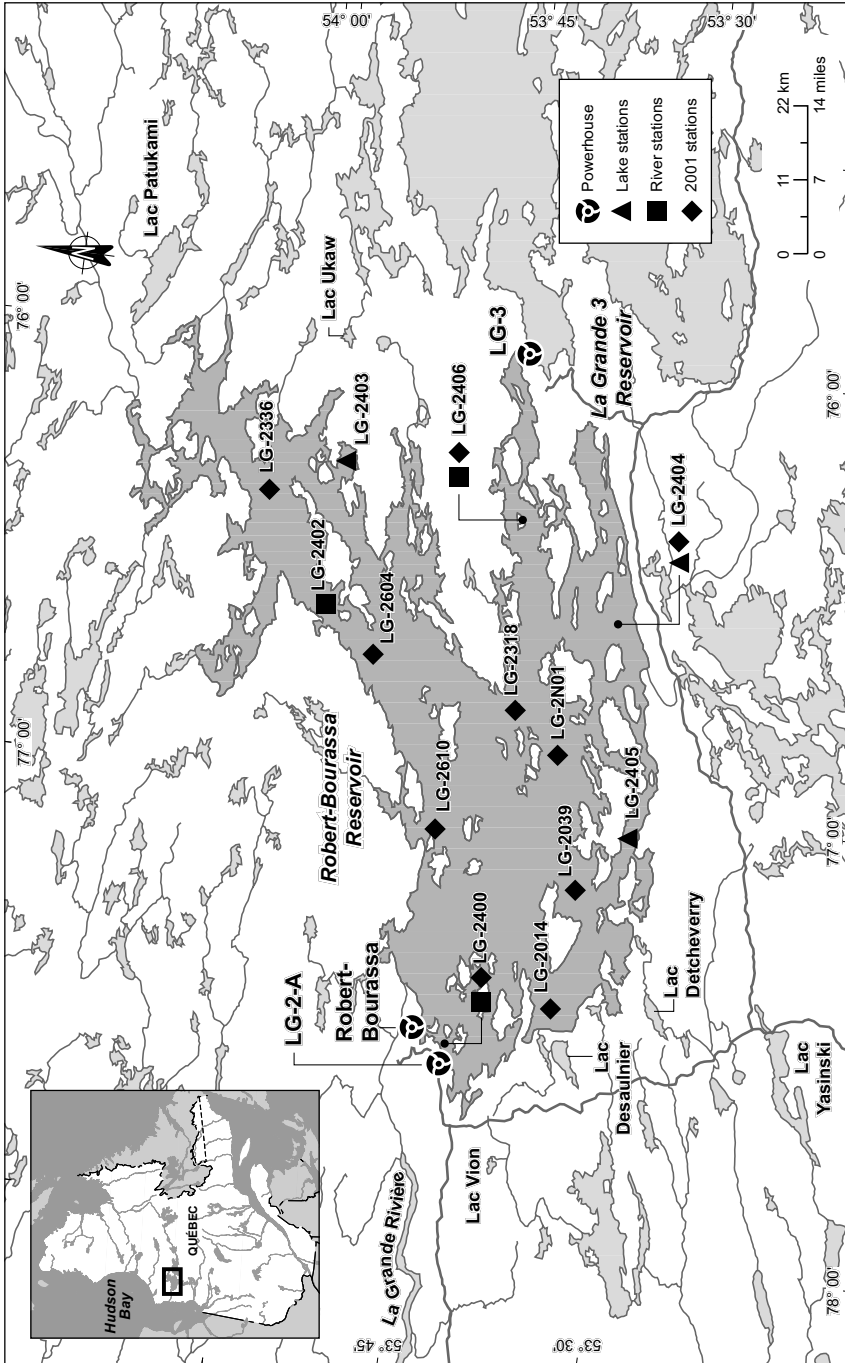 Hudson
Bay
QUÉBEC
76° 00'
77° 00'
54° 00'
53° 45'
53° 30'
Lac Patukami
Lac Ukaw
LG-2336
LG-2403
LG-2402
LG-2604
LG-3
LG-2406
La Grande 3
Reservoir
LG-2404
Robert-Bourassa
Reservoir
LG-2318
LG-2N01
LG-2610
LG-2405
LG-2039
LG-2-A
Robert-
Bourassa
LG-2400
LG-2014
Lac
Detcheverry
Lac
Desaulnier
Lac
Yasinski
Lac Vion
La Grande Rivière
53° 45'
53° 30'
78° 00'
77° 00'
76° 00'
Powerhouse
Lake stations
River stations
2001 stations
0 11 22 km
0 7 14 miles
N